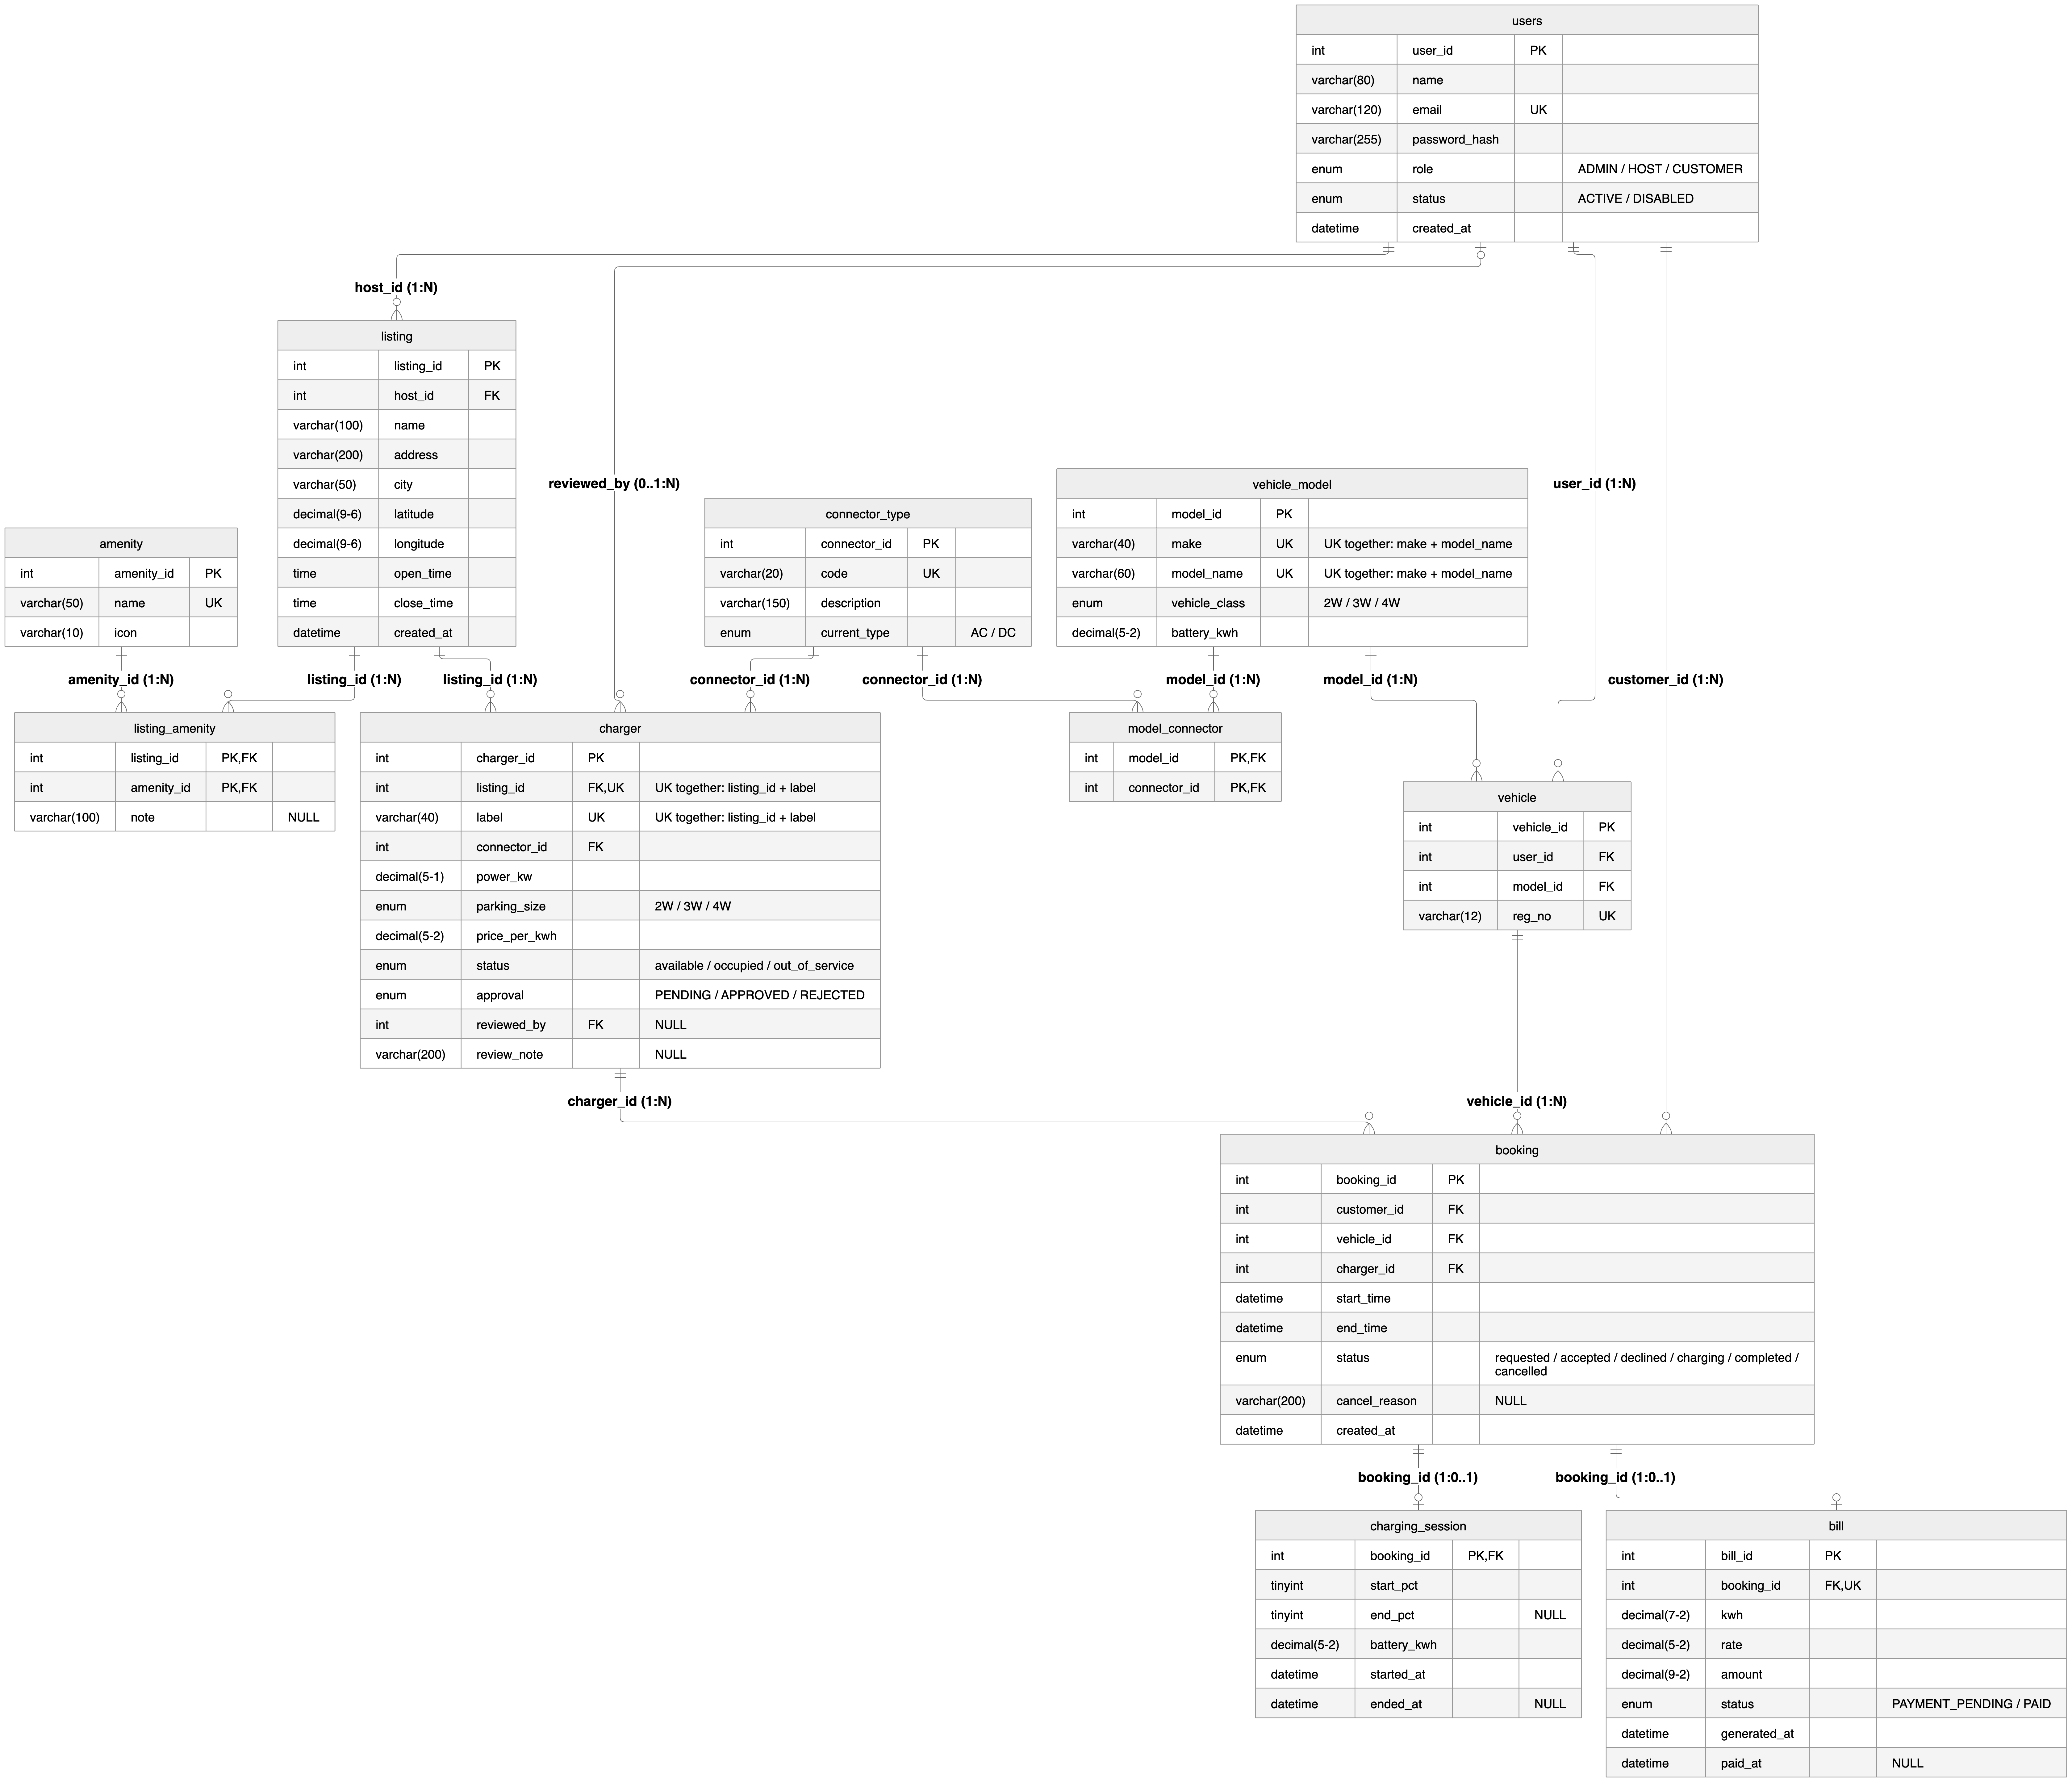 users
int user_id PK
varchar(80) name
varchar(120) email UK
varchar(255) password_hash
enum role ADMIN / HOST / CUSTOMER
enum status ACTIVE / DISABLED
datetime created_at
host_id (1:N)
listing
int listing_id PK
int host_id FK
varchar(100) name
varchar(200) address
varchar(50) city
decimal(9-6) latitude
decimal(9-6) longitude
time open_time
time close_time
datetime created_at
reviewed_by (0..1:N)
user_id (1:N)
amenity
int amenity_id PK
varchar(50) name UK
varchar(10) icon
connector_type
int connector_id PK
varchar(20) code UK
varchar(150) description
enum current_type AC / DC
vehicle_model
int model_id PK
varchar(40) make UK UK together: make + model_name
varchar(60) model_name UK UK together: make + model_name
enum vehicle_class 2W / 3W / 4W
decimal(5-2) battery_kwh
amenity_id (1:N)
listing_id (1:N)
listing_id (1:N)
connector_id (1:N)
connector_id (1:N)
model_id (1:N)
model_id (1:N)
customer_id (1:N)
listing_amenity
int listing_id PK,FK
int amenity_id PK,FK
varchar(100) note NULL
charger
int charger_id PK
int listing_id FK,UK UK together: listing_id + label
varchar(40) label UK UK together: listing_id + label
int connector_id FK
decimal(5-1) power_kw
enum parking_size 2W / 3W / 4W
decimal(5-2) price_per_kwh
enum status available / occupied / out_of_service
enum approval PENDING / APPROVED / REJECTED
int reviewed_by FK NULL
varchar(200) review_note NULL
model_connector
int model_id PK,FK
int connector_id PK,FK
vehicle
int vehicle_id PK
int user_id FK
int model_id FK
varchar(12) reg_no UK
charger_id (1:N)
vehicle_id (1:N)
booking
int booking_id PK
int customer_id FK
int vehicle_id FK
int charger_id FK
datetime start_time
datetime end_time
enum status requested / accepted / declined / charging / completed /
cancelled
varchar(200) cancel_reason NULL
datetime created_at
booking_id (1:0..1)
booking_id (1:0..1)
charging_session
int booking_id PK,FK
tinyint start_pct
tinyint end_pct NULL
decimal(5-2) battery_kwh
datetime started_at
datetime ended_at NULL
bill
int bill_id PK
int booking_id FK,UK
decimal(7-2) kwh
decimal(5-2) rate
decimal(9-2) amount
enum status PAYMENT_PENDING / PAID
datetime generated_at
datetime paid_at NULL